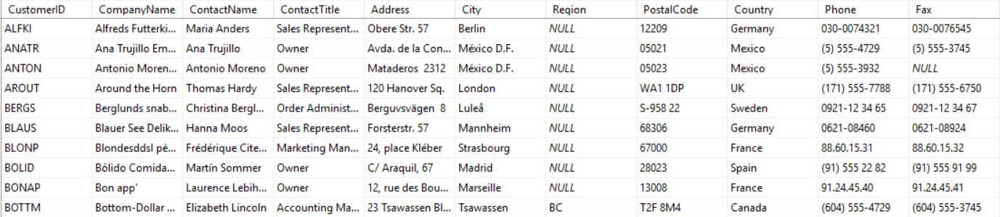 CustomerID CompanyName ContactName ContactTitle Address City Region PostalCode Country Phone Fax
ALFKI Alfreds Futterki... Maria Anders Sales Represent... Obere Str. 57 Berlin NULL 12209 Germany 030-0074321 030-0076545
ANATR Ana Trujillo Em... Ana Trujillo Owner Avda. de la Con... México D.F. NULL 05021 Mexico (5) 555-4729 (5) 555-3745
ANTON Antonio Moren... Antonio Moreno Owner Mataderos  2312 México D.F. NULL 05023 Mexico (5) 555-3932 NULL
AROUT Around the Horn Thomas Hardy Sales Represent... 120 Hanover Sq. London NULL WA1 1DP UK (171) 555-7788 (171) 555-6750
BERGS Berglunds snab... Christina Bergl... Order Administ... Berguvsvägen  8 Luleå NULL S-958 22 Sweden 0921-12 34 65 0921-12 34 67
BLAUS Blauer See Delik... Hanna Moos Sales Represent... Forsterstr. 57 Mannheim NULL 68306 Germany 0621-08460 0621-08924
BLONP Blondesddsl pè... Frédérique Cite... Marketing Man... 24, place Kléber Strasbourg NULL 67000 France 88.60.15.31 88.60.15.32
BOLID Bólido Comida... Martín Sommer Owner C/ Araquil, 67 Madrid NULL 28023 Spain (91) 555 22 82 (91) 555 91 99
BONAP Bon app' Laurence Lebih... Owner 12, rue des Bou... Marseille NULL 13008 France 91.24.45.40 91.24.45.41
BOTTM Bottom-Dollar ... Elizabeth Lincoln Accounting Ma... 23 Tsawassen Bl... Tsawassen BC T2F 8M4 Canada (604) 555-4729 (604) 555-3745